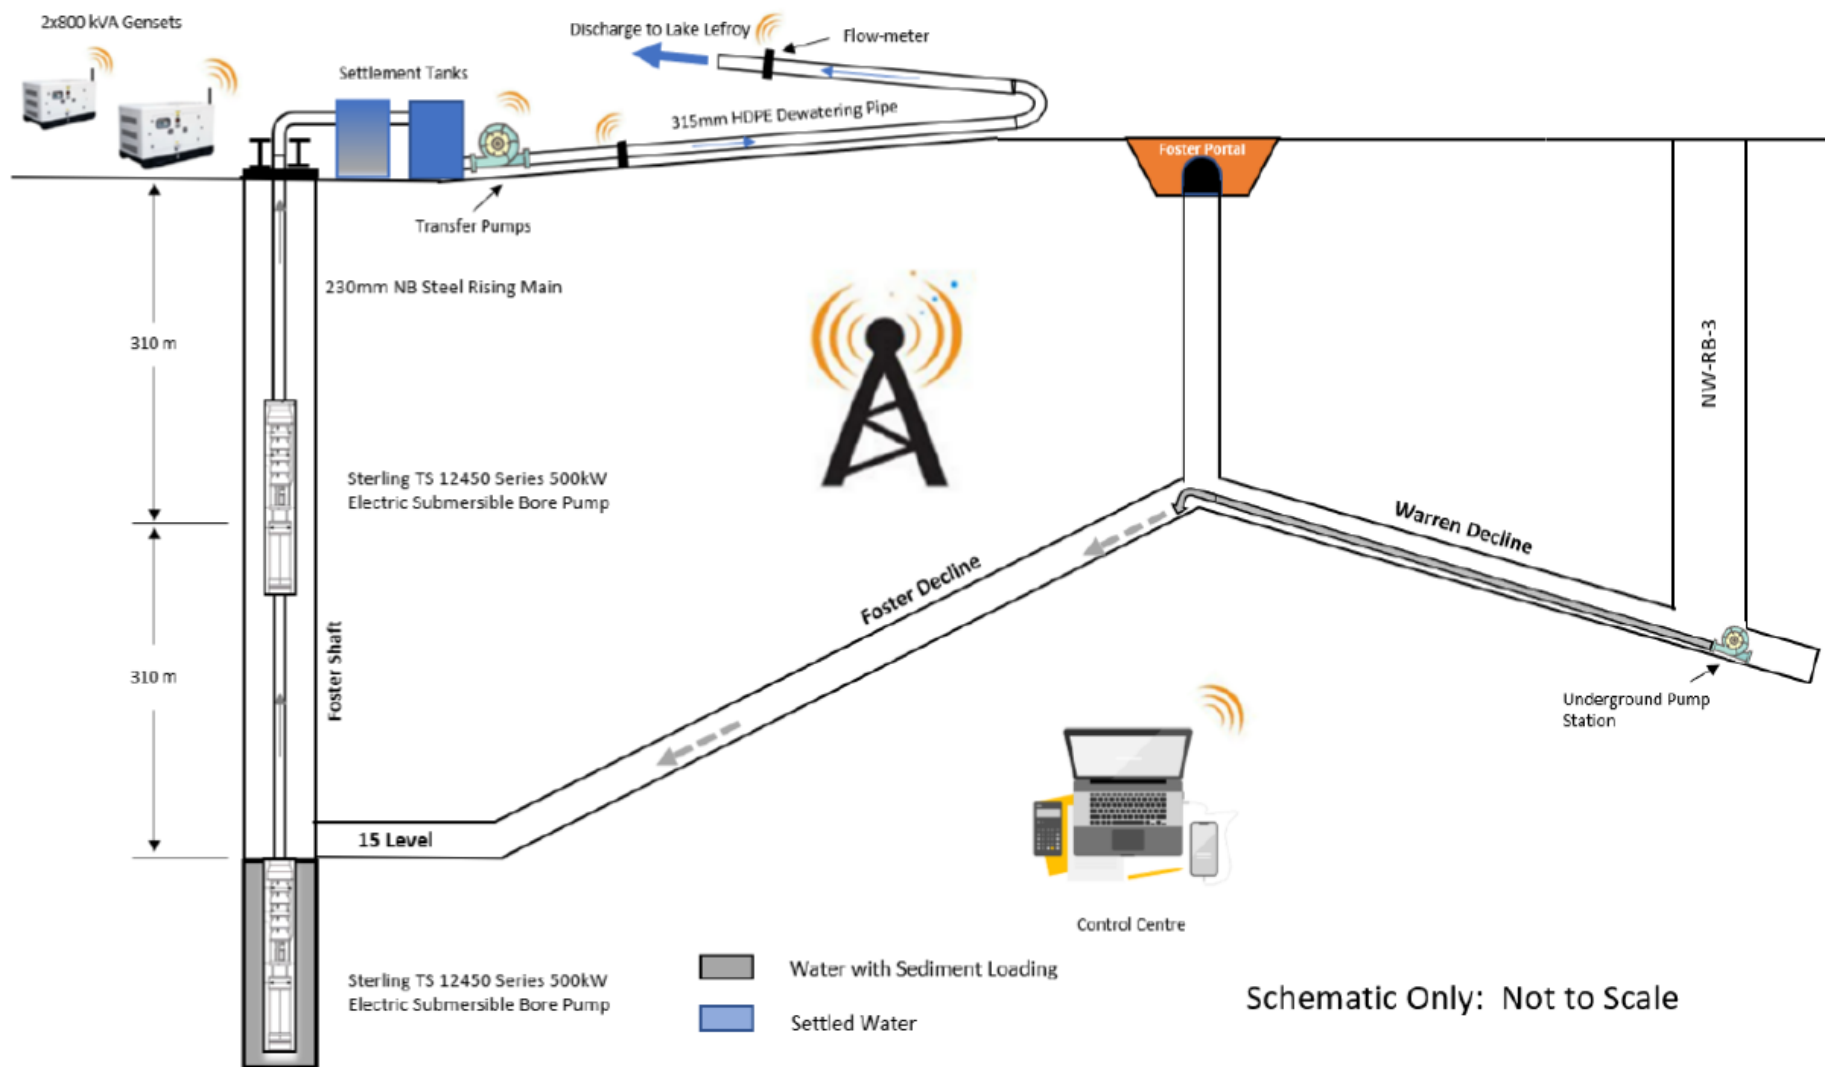 2x800 kVA Gensets
Discharge to Lake Lefroy
Flow-meter
Settlement Tanks
315mm HDPE Dewatering Pipe
Foster Portal
Transfer Pumps
230mm NB Steel Rising Main
310 m
NW-RB-3
Sterling TS 12450 Series 500kW
Electric Submersible Bore Pump
Warren Decline
Foster Decline
Foster Shaft
310 m
Underground Pump
Station
15 Level
Control Centre
Sterling TS 12450 Series 500kW
Electric Submersible Bore Pump
Water with Sediment Loading
Settled Water
Schematic Only: Not to Scale